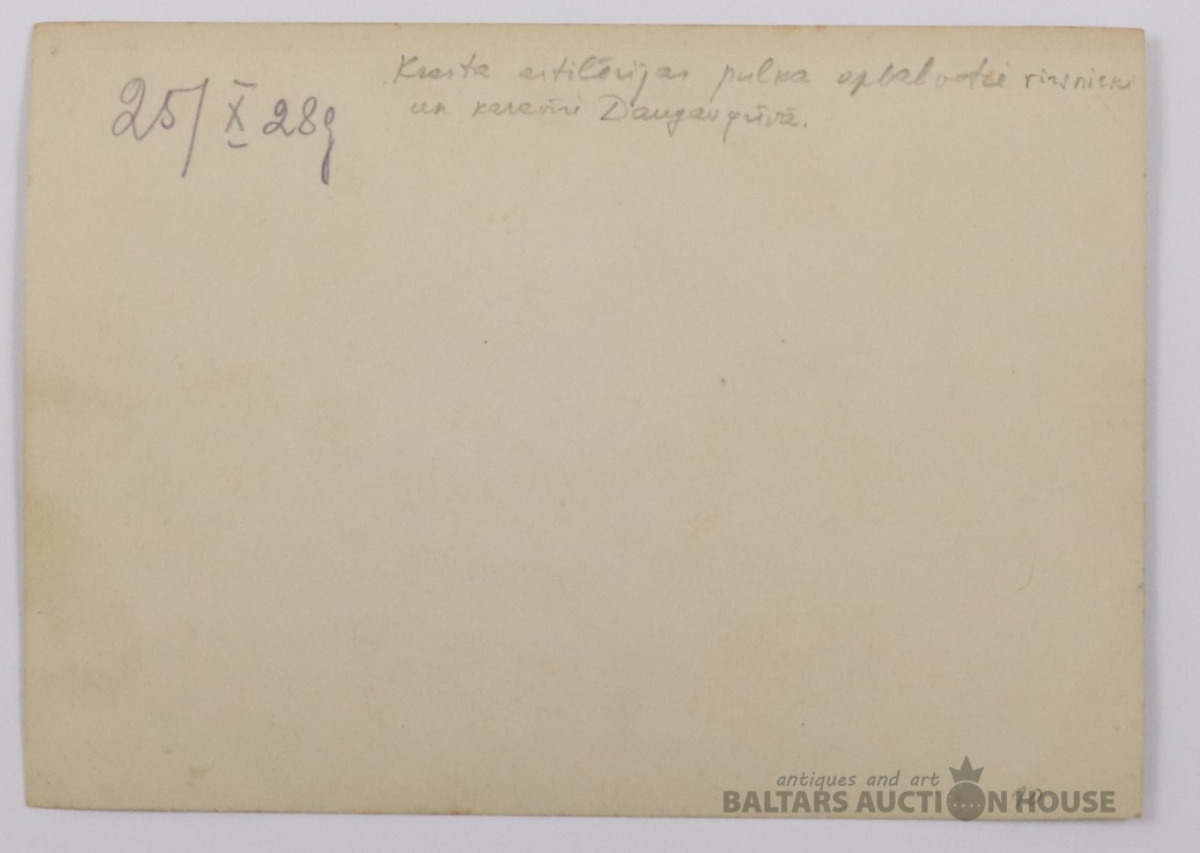 25/X 28g
Krasta artilērijas pulka apbalvotie virsnieki
un kareivji Daugavgrīvā.
antiques and art
BALTARS AUCTION HOUSE